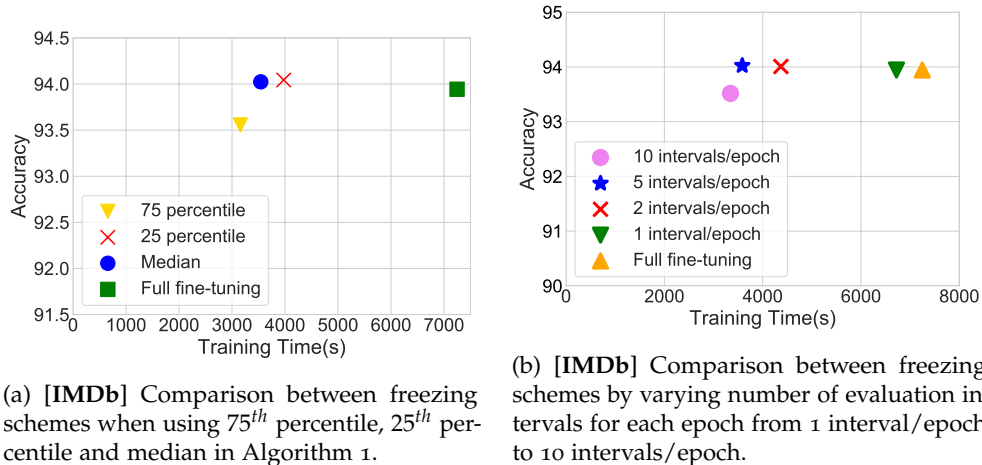 94.5
94.0
93.5
93.0
92.5
92.0
91.5
Accuracy
75 percentile
25 percentile
Median
Full fine-tuning
0 1000 2000 3000 4000 5000 6000 7000
Training Time(s)
(a) [IMDb] Comparison between freezing
schemes when using 75th percentile, 25th per-
centile and median in Algorithm 1.
95
94
93
92
91
90
Accuracy
10 intervals/epoch
5 intervals/epoch
2 intervals/epoch
1 interval/epoch
Full fine-tuning
0 2000 4000 6000 8000
Training Time(s)
(b) [IMDb] Comparison between freezing
schemes by varying number of evaluation in-
tervals for each epoch from 1 interval/epoch
to 10 intervals/epoch.